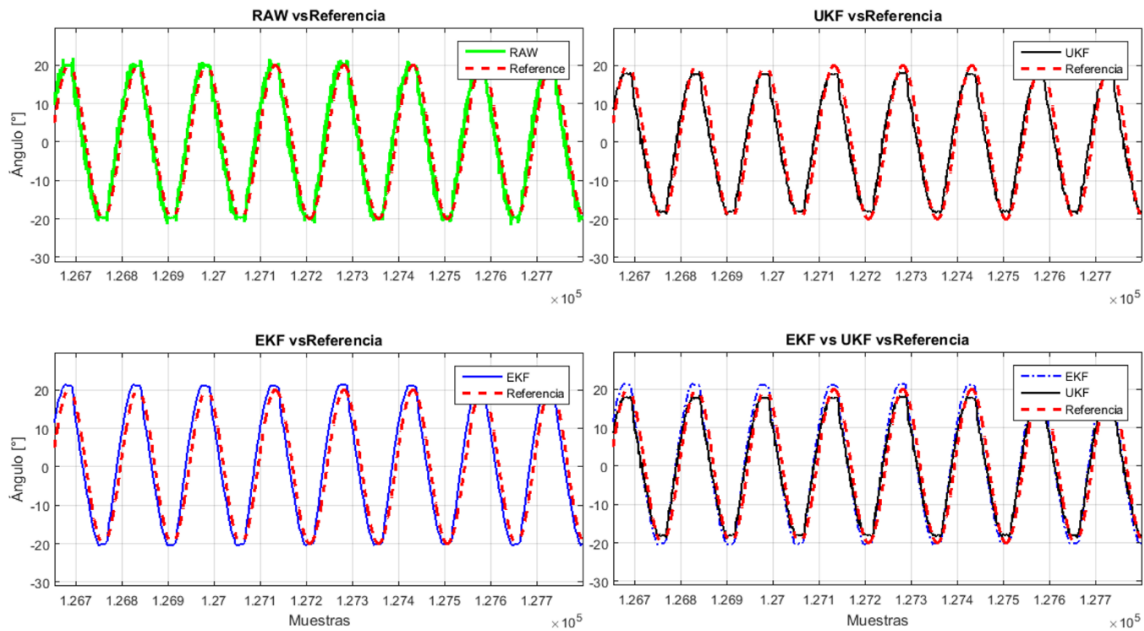 RAW vsReferencia
RAW
Reference
Ángulo [°]
20
10
0
-10
-20
-30
1.267 1.268 1.269 1.27 1.271 1.272 1.273 1.274 1.275 1.276 1.277
×10⁵
UKF vsReferencia
UKF
Referencia
20
10
0
-10
-20
-30
1.267 1.268 1.269 1.27 1.271 1.272 1.273 1.274 1.275 1.276 1.277
×10⁵
EKF vsReferencia
EKF
Referencia
Ángulo [°]
20
10
0
-10
-20
-30
1.267 1.268 1.269 1.27 1.271 1.272 1.273 1.274 1.275 1.276 1.277
Muestras
×10⁵
EKF vs UKF vsReferencia
EKF
UKF
Referencia
20
10
0
-10
-20
-30
1.267 1.268 1.269 1.27 1.271 1.272 1.273 1.274 1.275 1.276 1.277
Muestras
×10⁵